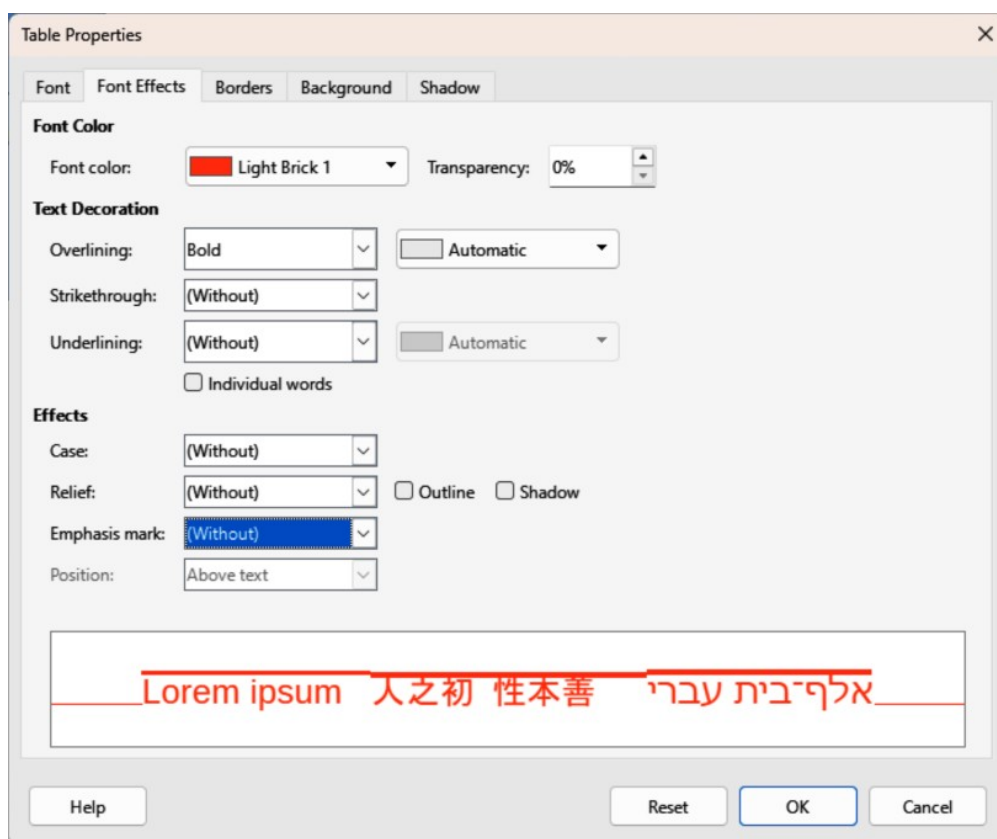 Table Properties
Font Font Effects Borders Background Shadow
Font Color
Font color: Light Brick 1 Transparency: 0%
Text Decoration
Overlining: Bold Automatic
Strikethrough: (Without)
Underlining: (Without) Automatic
Individual words
Effects
Case: (Without)
Relief: (Without) Outline Shadow
Emphasis mark: (Without)
Position: Above text
Lorem ipsum 人之初 性本善 אלף־בית עברי
Help Reset OK Cancel